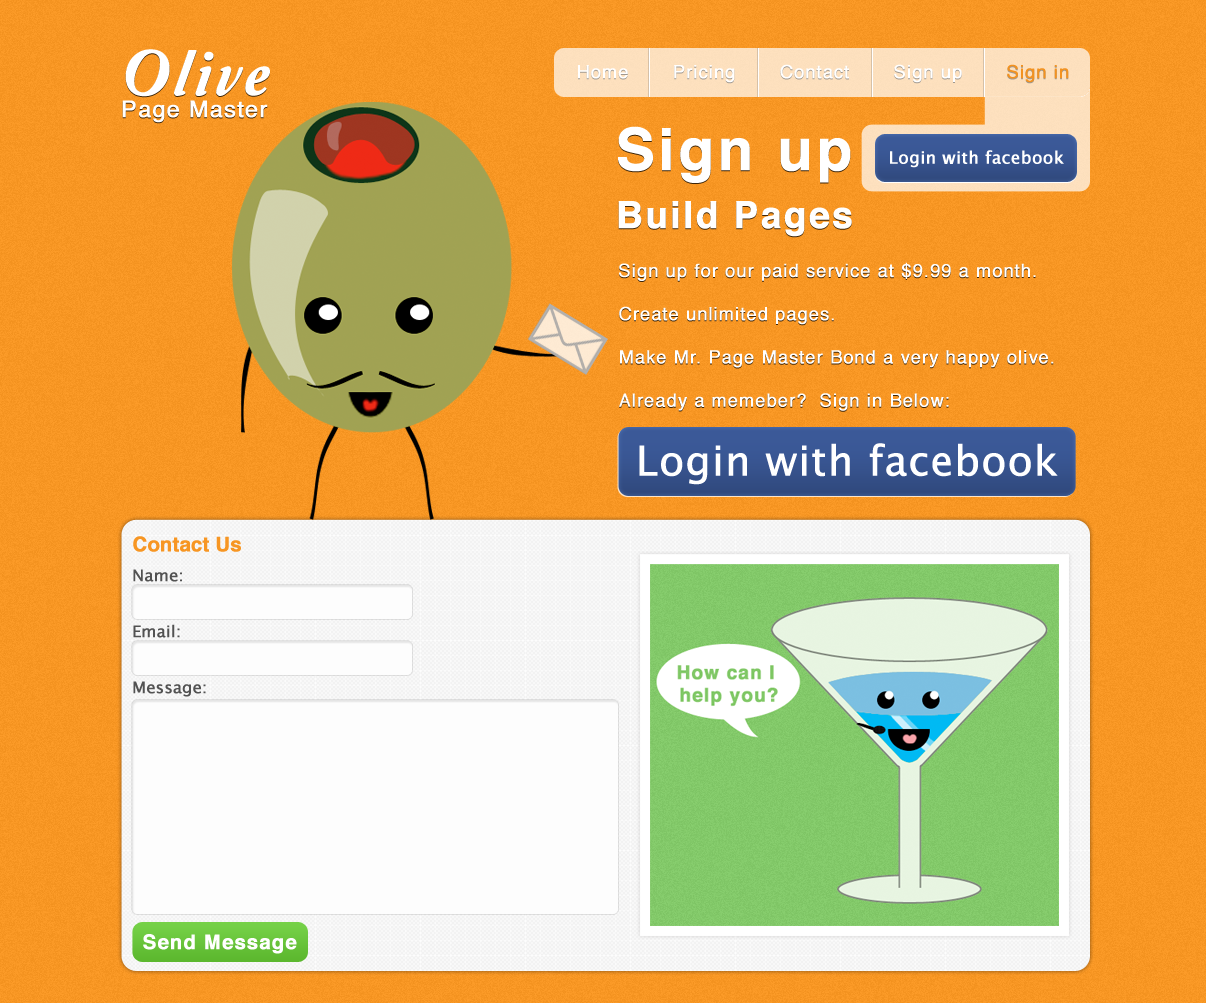 Olive
Page Master
Home Pricing Contact Sign up Sign in
Login with facebook
Sign up
Build Pages
Sign up for our paid service at $9.99 a month.
Create unlimited pages.
Make Mr. Page Master Bond a very happy olive.
Already a memeber?  Sign in Below:
Login with facebook
Contact Us
Name:
Email:
Message:
Send Message
How can I
help you?